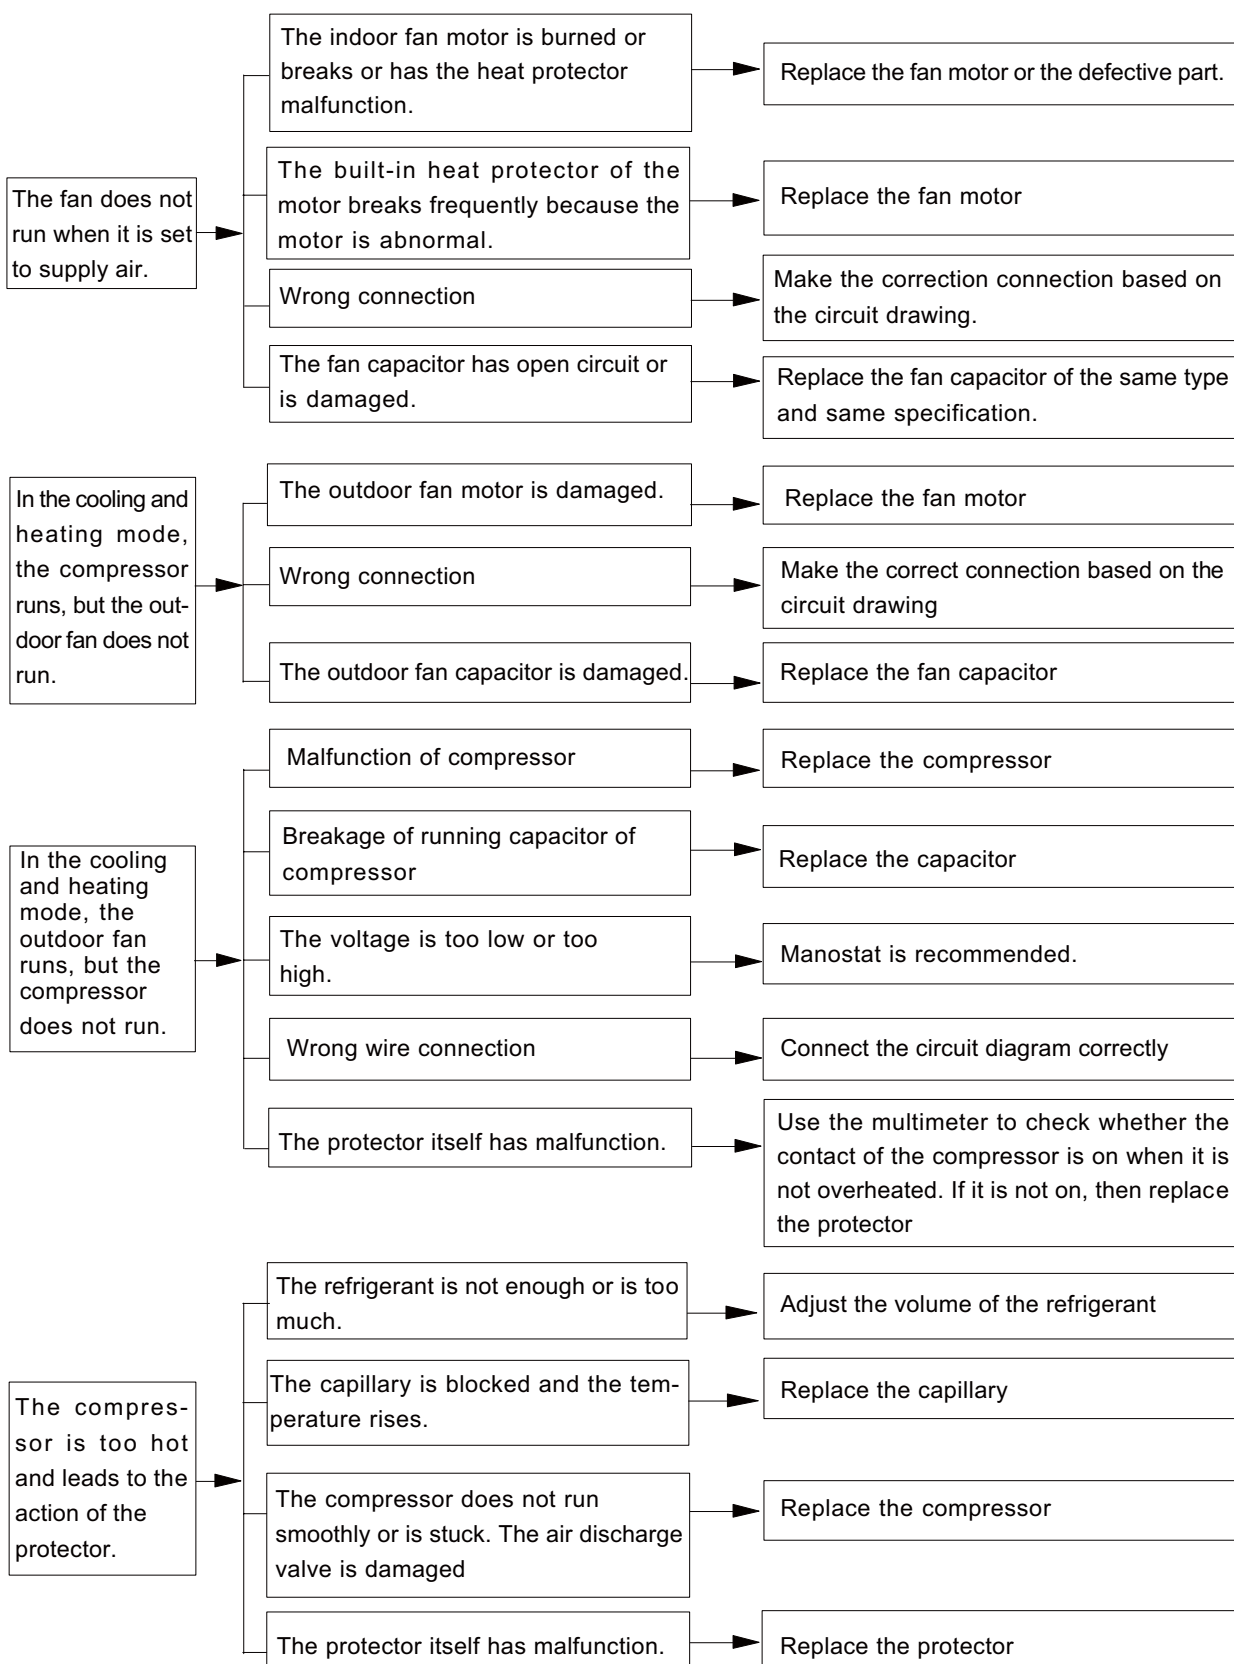 The fan does not
run when it is set
to supply air.
The indoor fan motor is burned or
breaks or has the heat protector
malfunction.
Replace the fan motor or the defective part.
The built-in heat protector of the
motor breaks frequently because the
motor is abnormal.
Replace the fan motor
Wrong connection
Make the correction connection based on
the circuit drawing.
The fan capacitor has open circuit or
is damaged.
Replace the fan capacitor of the same type
and same specification.
In the cooling and
heating mode,
the compressor
runs, but the out-
door fan does not
run.
The outdoor fan motor is damaged.
Replace the fan motor
Wrong connection
Make the correct connection based on the
circuit drawing
The outdoor fan capacitor is damaged.
Replace the fan capacitor
In the cooling
and heating
mode, the
outdoor fan
runs, but the
compressor
does not run.
Malfunction of compressor
Replace the compressor
Breakage of running capacitor of
compressor
Replace the capacitor
The voltage is too low or too
high.
Manostat is recommended.
Wrong wire connection
Connect the circuit diagram correctly
The protector itself has malfunction.
Use the multimeter to check whether the
contact of the compressor is on when it is
not overheated. If it is not on, then replace
the protector
The compres-
sor is too hot
and leads to the
action of the
protector.
The refrigerant is not enough or is too
much.
Adjust the volume of the refrigerant
The capillary is blocked and the tem-
perature rises.
Replace the capillary
The compressor does not run
smoothly or is stuck. The air discharge
valve is damaged
Replace the compressor
The protector itself has malfunction.
Replace the protector